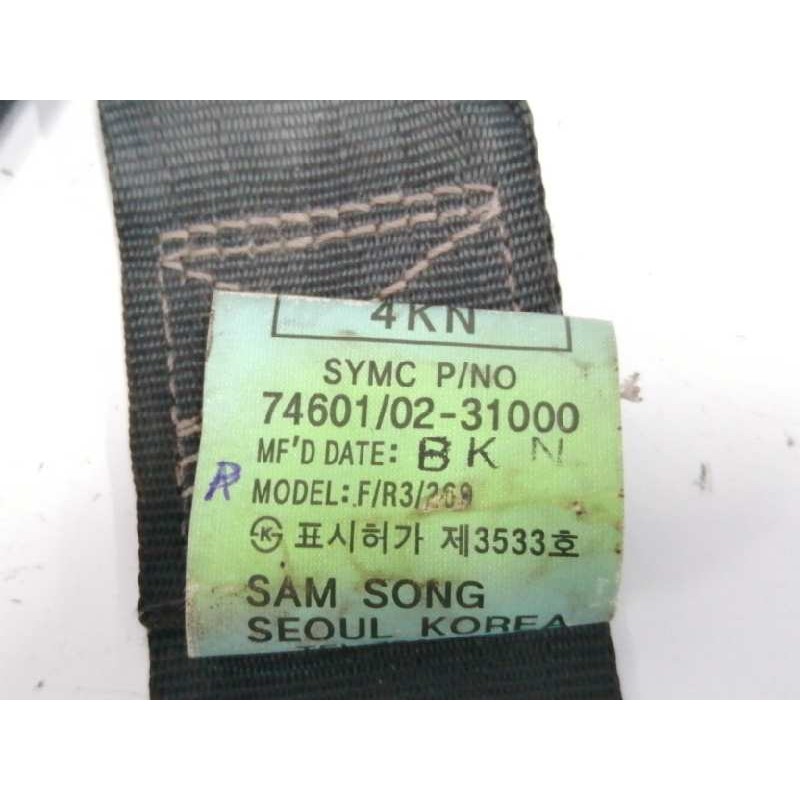 4KN
SYMC P/NO
74601/02-31000
MF'D DATE: B K N
R MODEL: F/R3/269
K 표시허가 제3533호
SAM SONG
SEOUL KOREA